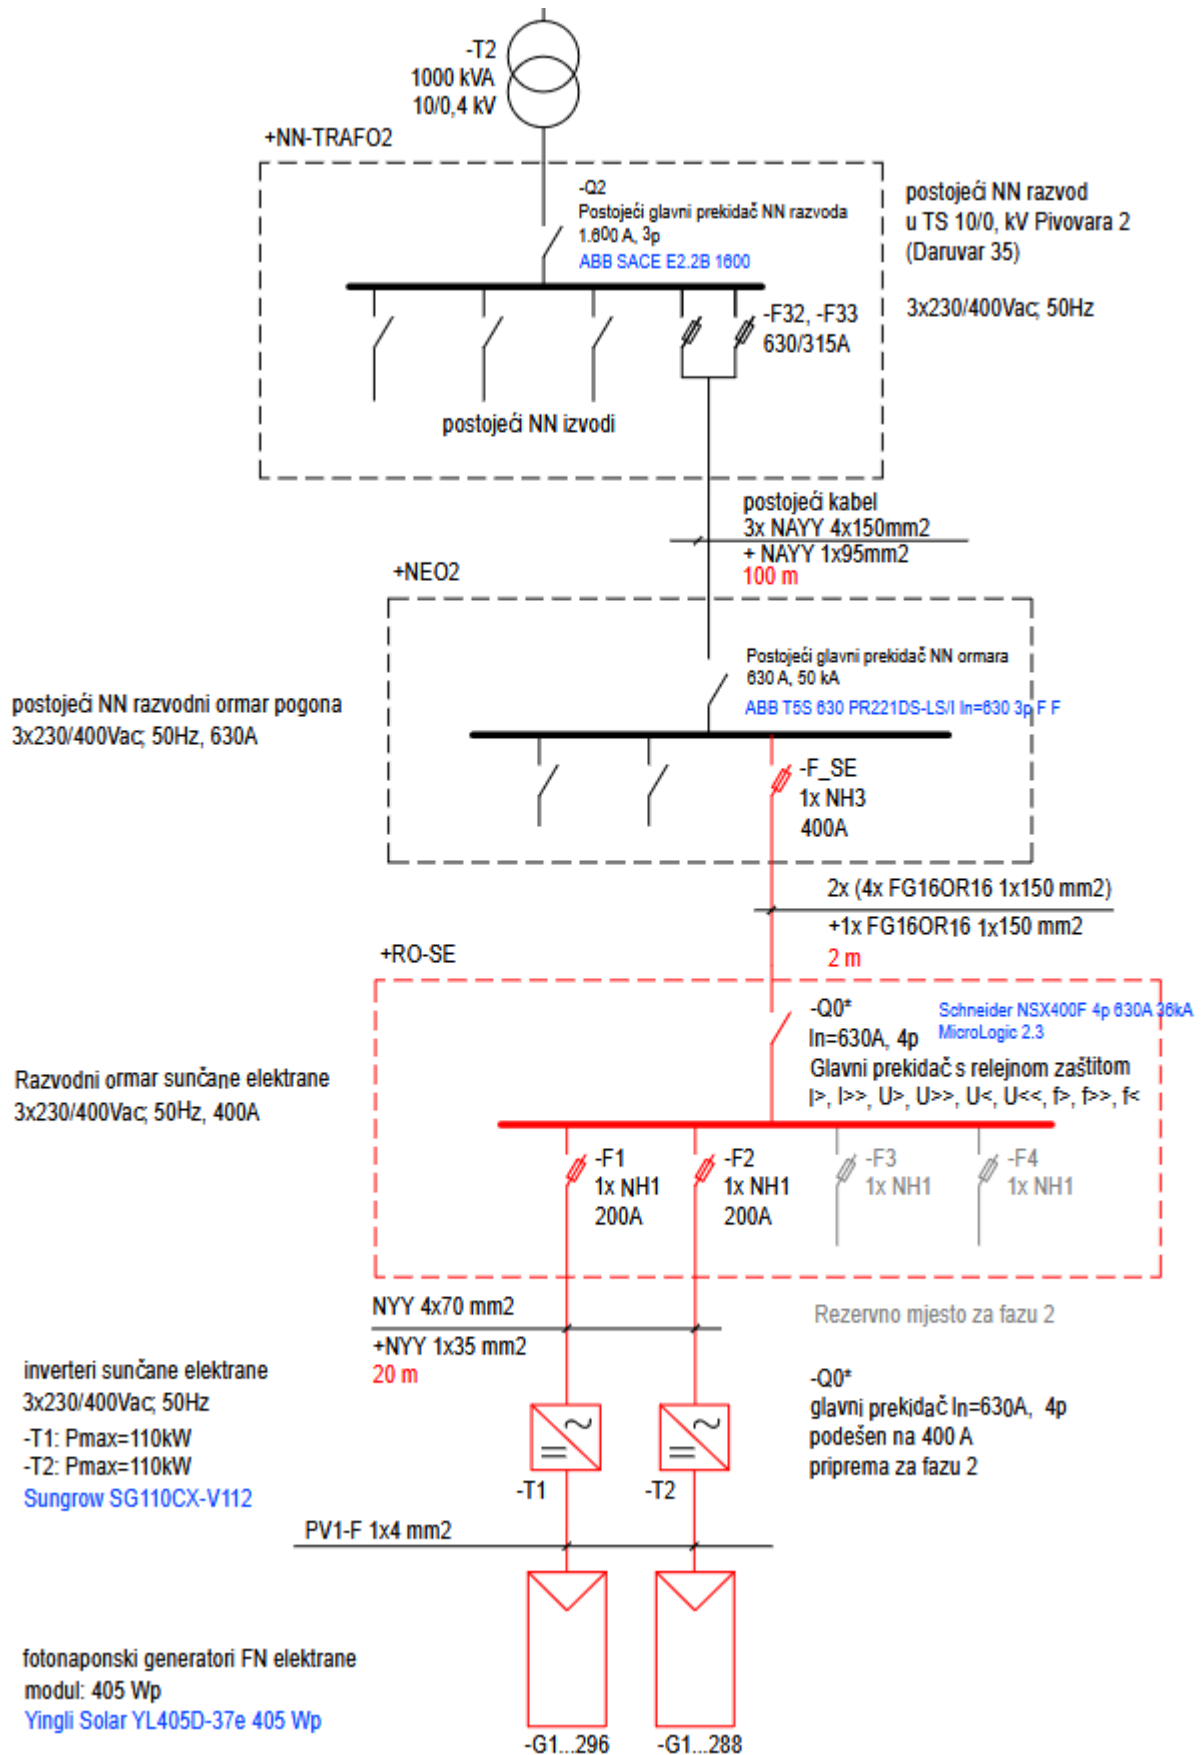 -T2
1000 kVA
10/0,4 kV
+NN-TRAFO2
-Q2
Postojeći glavni prekidač NN razvoda
1.600 A, 3p
ABB SACE E2.2B 1600
postojeći NN razvod
u TS 10/0, kV Pivovara 2
(Daruvar 35)
3x230/400Vac; 50Hz
-F32, -F33
630/315A
postojeći NN izvodi
postojeći kabel
3x NAYY 4x150mm2
+ NAYY 1x95mm2
100 m
+NEO2
Postojeći glavni prekidač NN ormara
630 A, 50 kA
ABB T5S 630 PR221DS-LS/I In=630 3p F F
postojeći NN razvodni ormar pogona
3x230/400Vac; 50Hz, 630A
-F_SE
1x NH3
400A
2x (4x FG16OR16 1x150 mm2)
+1x FG16OR16 1x150 mm2
2 m
+RO-SE
-Q0*
In=630A, 4p
Schneider NSX400F 4p 630A 36kA
MicroLogic 2.3
Glavni prekidač s relejnom zaštitom
I>, I>>, U>, U>>, U<, U<<, f>, f>>, f<
Razvodni ormar sunčane elektrane
3x230/400Vac; 50Hz, 400A
-F1
1x NH1
200A
-F2
1x NH1
200A
-F3
1x NH1
-F4
1x NH1
NYY 4x70 mm2
+NYY 1x35 mm2
20 m
Rezervno mjesto za fazu 2
inverteri sunčane elektrane
3x230/400Vac; 50Hz
-T1: Pmax=110kW
-T2: Pmax=110kW
Sungrow SG110CX-V112
-Q0*
glavni prekidač In=630A, 4p
podešen na 400 A
priprema za fazu 2
-T1
-T2
PV1-F 1x4 mm2
fotonaponski generatori FN elektrane
modul: 405 Wp
Yingli Solar YL405D-37e 405 Wp
-G1...296
-G1...288